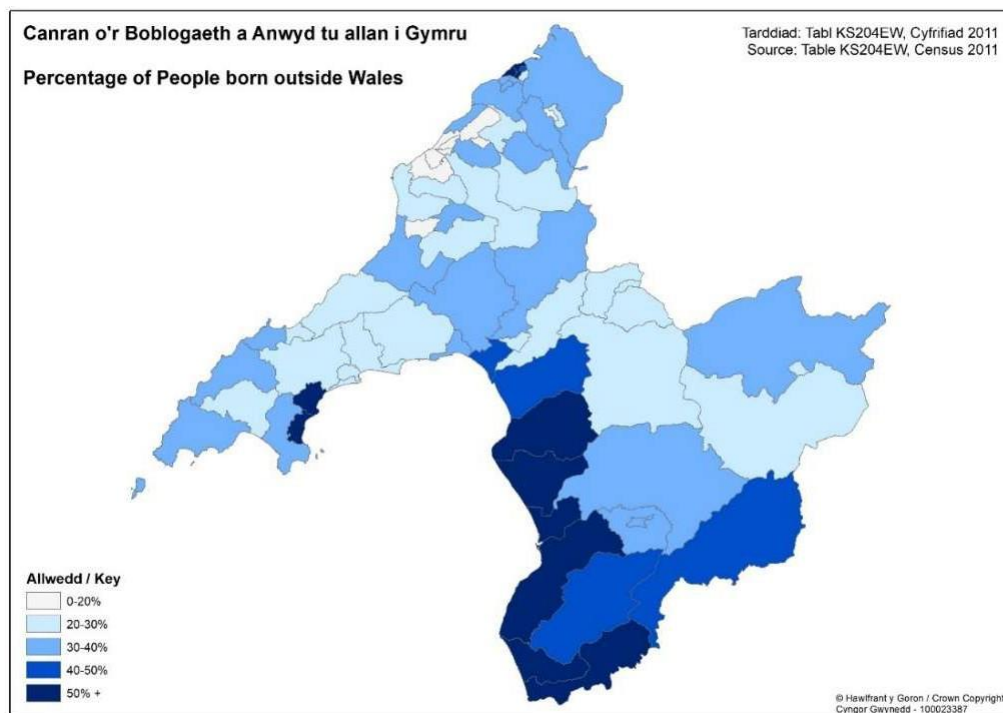 Canran o'r Boblogaeth a Anwyd tu allan i Gymru
Percentage of People born outside Wales
Tarddiad: Tabl KS204EW, Cyfrifiad 2011
Source: Table KS204EW, Census 2011
Allwedd / Key
0-20%
20-30%
30-40%
40-50%
50% +
© Hawlfraint y Goron / Crown Copyright
Cyngor Gwynedd - 100023387